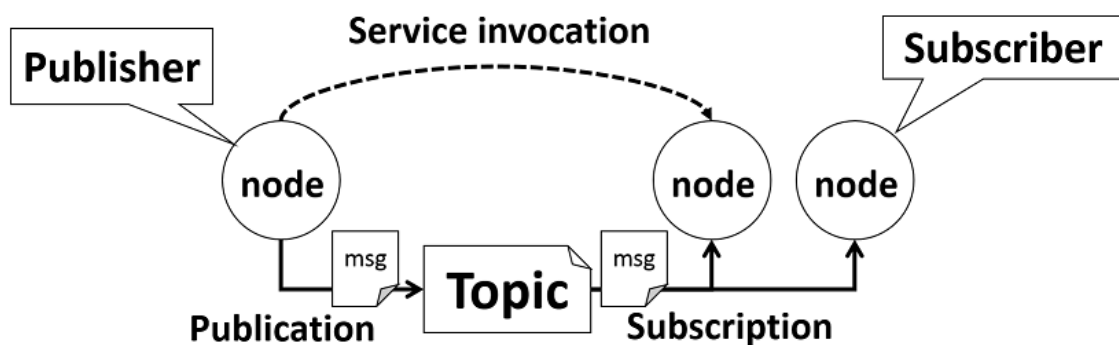 Service invocation
Publisher
Subscriber
node
node
node
msg
Topic
msg
Publication
Subscription